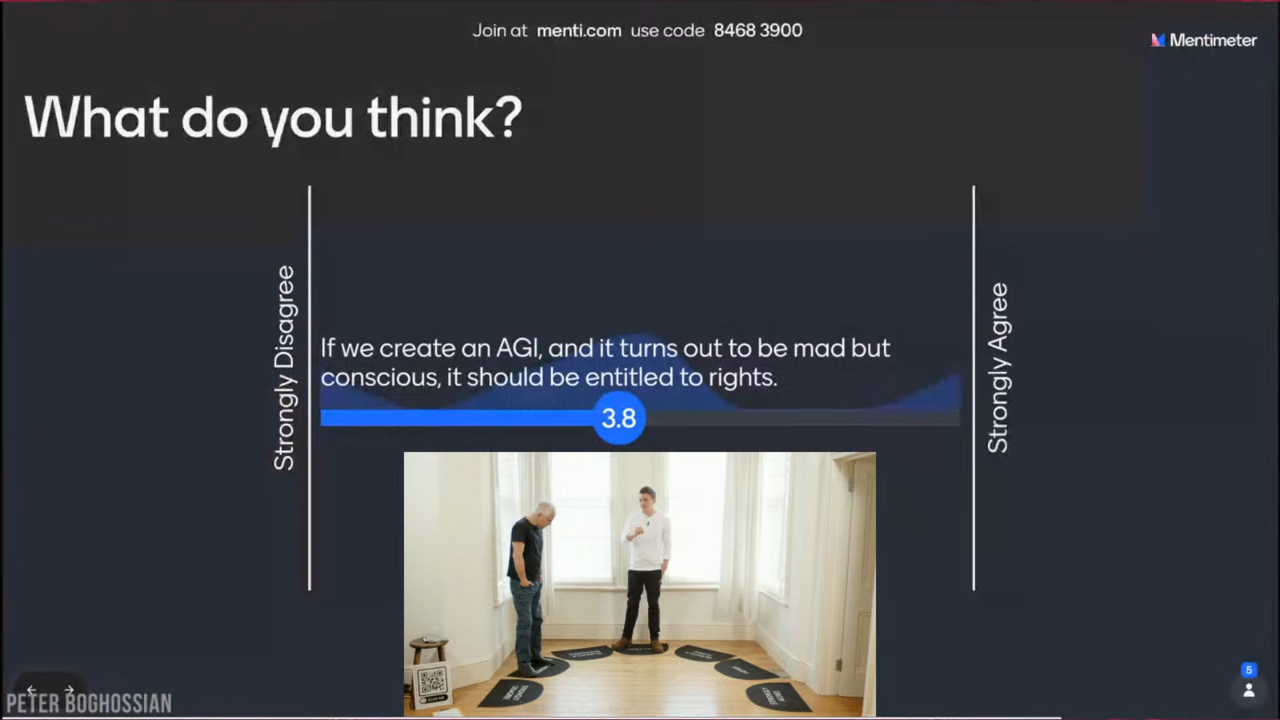 Join at menti.com use code 8468 3900
Mentimeter
What do you think?
Strongly Disagree
If we create an AGI, and it turns out to be mad but
conscious, it should be entitled to rights.
3.8
Strongly Agree
5
PETER BOGHOSSIAN